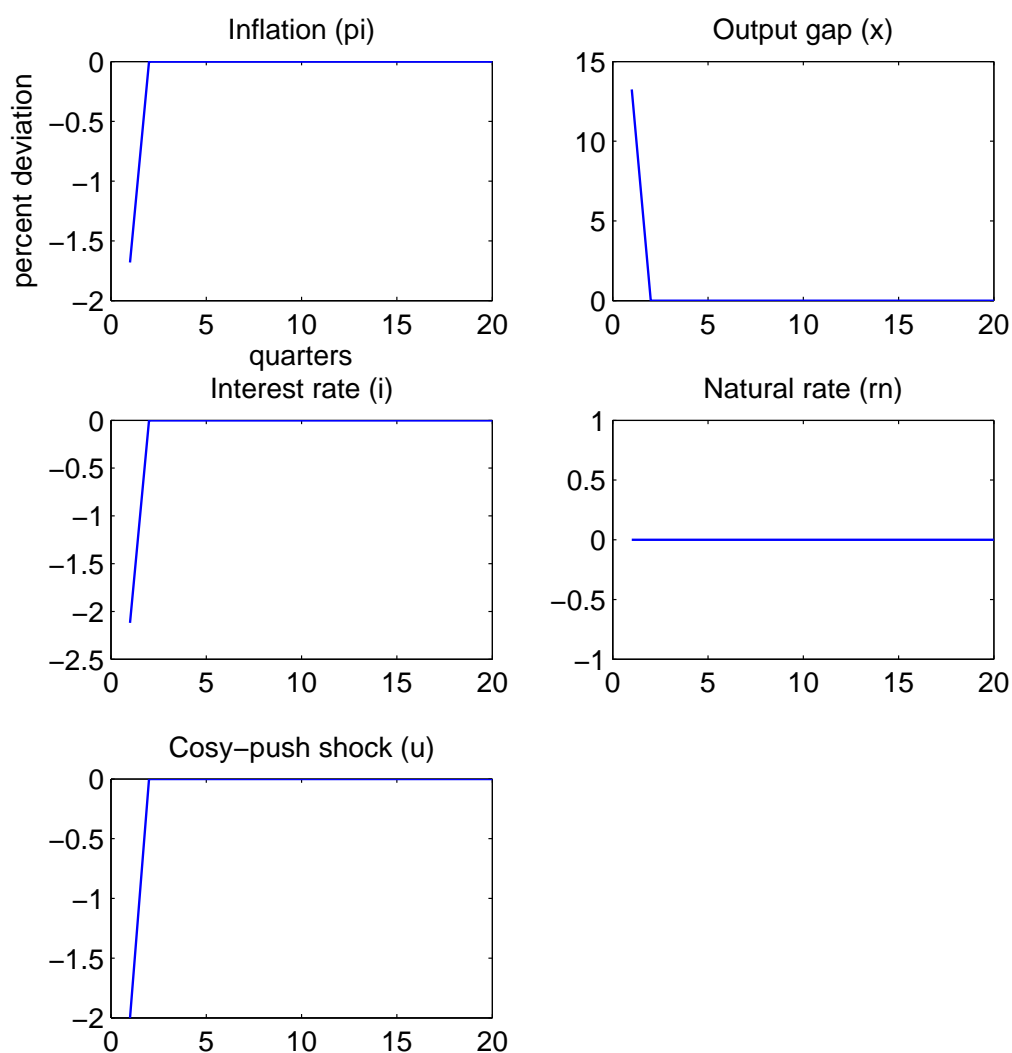 Inflation (pi)
percent deviation
0
−0.5
−1
−1.5
−2
0 5 10 15 20
quarters
Output gap (x)
15
10
5
0
0 5 10 15 20
Interest rate (i)
0
−0.5
−1
−1.5
−2
−2.5
0 5 10 15 20
Natural rate (rn)
1
0.5
0
−0.5
−1
0 5 10 15 20
Cosy−push shock (u)
0
−0.5
−1
−1.5
−2
0 5 10 15 20